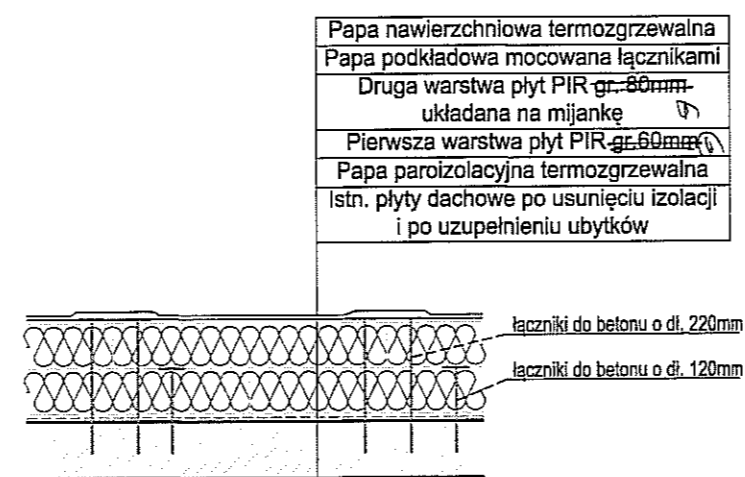 Papa nawierzchniowa termozgrzewalna
Papa podkładowa mocowana łącznikami
Druga warstwa płyt PIR gr. 80mm
układana na mijankę
Pierwsza warstwa płyt PIR gr.60mm
Papa paroizolacyjna termozgrzewalna
Istn. płyty dachowe po usunięciu izolacji
i po uzupełnieniu ubytków
łączniki do betonu o dł. 220mm
łączniki do betonu o dł. 120mm